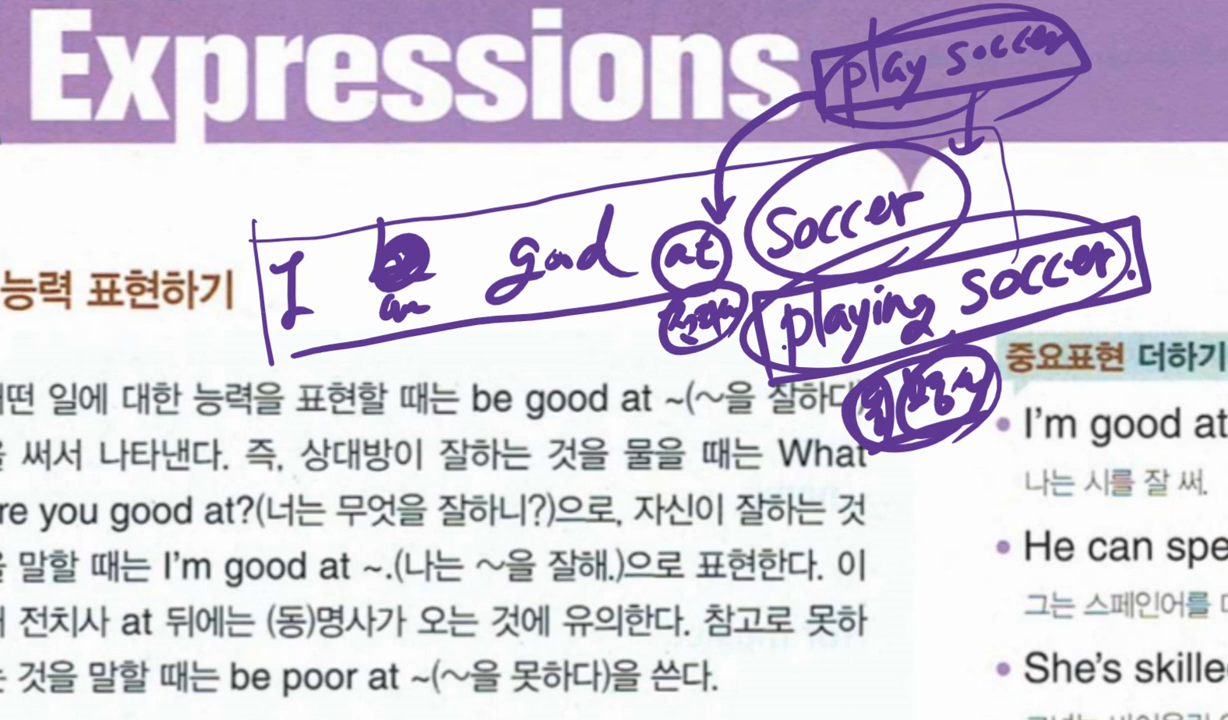 Expressions
play soccer
I am good at soccer
전치사 playing soccer.
동명사
능력 표현하기
떤 일에 대한 능력을 표현할 때는 be good at ~(~을 잘하다)
써서 나타낸다. 즉, 상대방이 잘하는 것을 물을 때는 What
re you good at?(너는 무엇을 잘하니?)으로, 자신이 잘하는 것
말할 때는 I'm good at ~.(나는 ~을 잘해.)으로 표현한다. 이
전치사 at 뒤에는 (동)명사가 오는 것에 유의한다. 참고로 못하
것을 말할 때는 be poor at ~(~을 못하다)을 쓴다.
중요표현 더하기
• I'm good at
나는 시를 잘 써.
• He can spe
그는 스페인어를
• She's skille